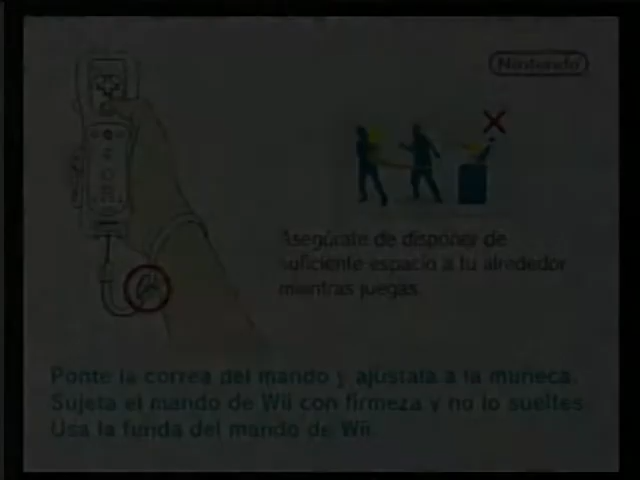 Nintendo
Asegúrate de disponer de
suficiente espacio a tu alrededor
mientras juegas.
Ponte la correa del mando y ajústala a la muñeca.
Sujeta el mando de Wii con firmeza y no lo sueltes.
Usa la funda del mando de Wii.